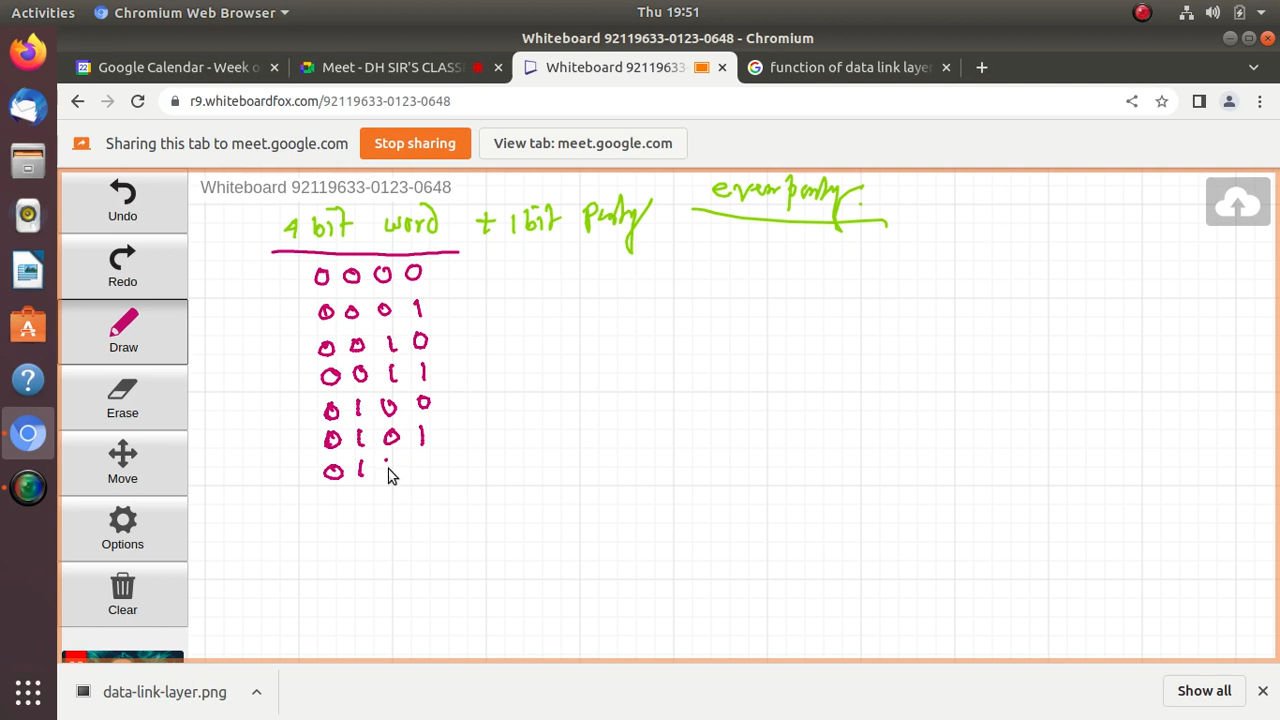 Activities Chromium Web Browser Thu 19:51
Whiteboard 92119633-0123-0648 - Chromium
22 Google Calendar - Week o Meet - DH SIR'S CLASS Whiteboard 92119633 function of data link laye
r9.whiteboardfox.com/92119633-0123-0648
Sharing this tab to meet.google.com Stop sharing View tab: meet.google.com
Whiteboard 92119633-0123-0648
even parity
4 bit word + 1 bit parity
0 0 0 0
0 0 0 1
0 0 1 0
0 0 1 1
0 1 0 0
0 1 0 1
0 1
Undo
Redo
Draw
Erase
Move
Options
Clear
data-link-layer.png Show all